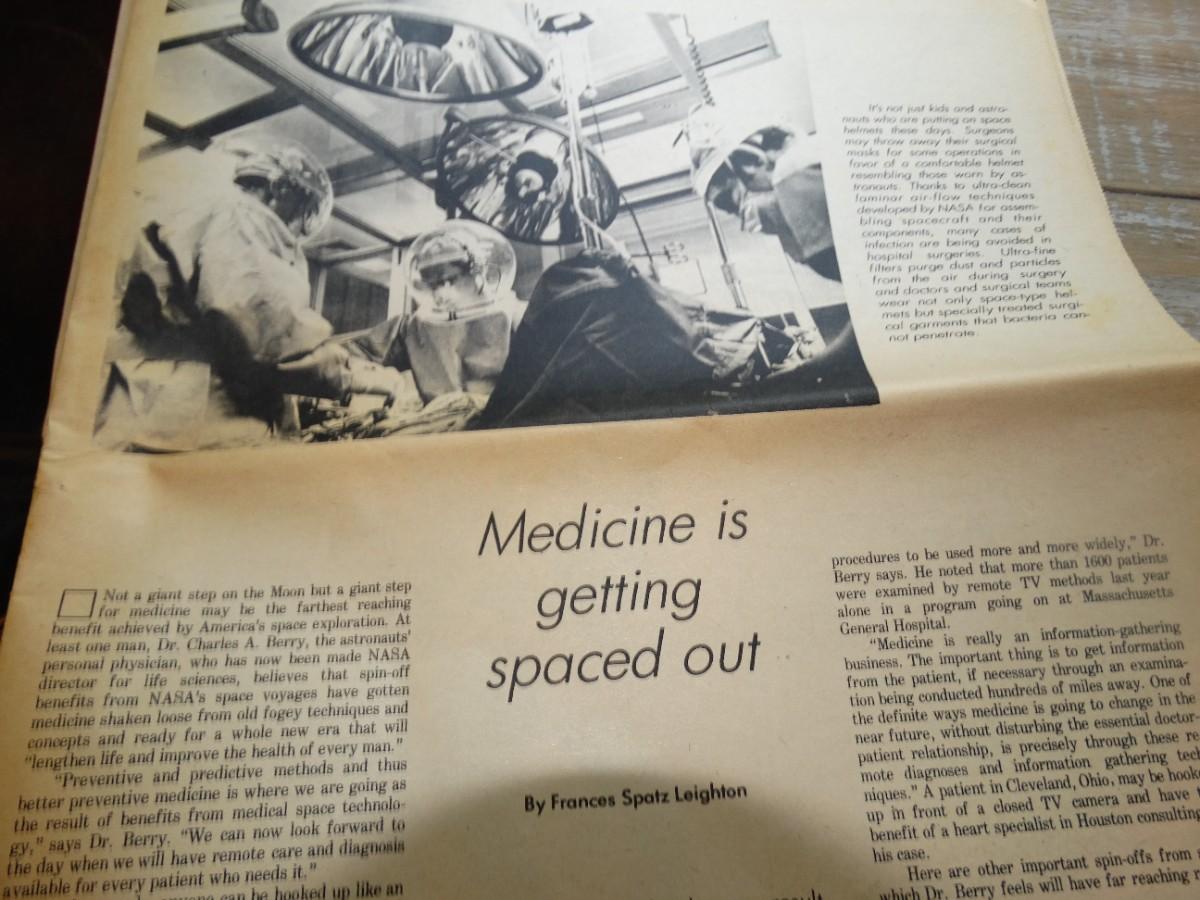 It's not just kids and astro-
nauts who are putting on space
helmets these days. Surgeons
may throw away their surgical
masks for some operations in
favor of a comfortable helmet
resembling those worn by as-
tronauts. Thanks to ultra-clean
laminar air-flow techniques
developed by NASA for assem-
bling spacecraft and their
components, many cases of
infection are being avoided in
hospital surgeries. Ultra-fine
filters purge dust and particles
from the air during surgery
and doctors and surgical teams
wear not only space-type hel-
mets but specially treated surgi-
cal garments that bacteria can-
not penetrate.
Medicine is
getting
spaced out
By Frances Spatz Leighton
Not a giant step on the Moon but a giant step
for medicine may be the farthest reaching
benefit achieved by America's space exploration. At
least one man, Dr. Charles A. Berry, the astronauts'
personal physician, who has now been made NASA
director for life sciences, believes that spin-off
benefits from NASA's space voyages have gotten
medicine shaken loose from old fogey techniques and
concepts and ready for a whole new era that will
"lengthen life and improve the health of every man."
"Preventive and predictive methods and thus
better preventive medicine is where we are going as
the result of benefits from medical space technolo-
gy," says Dr. Berry. "We can now look forward to
the day when we will have remote care and diagnosis
available for every patient who needs it."
can be hooked up like an
procedures to be used more and more widely," Dr.
Berry says. He noted that more than 1600 patients
were examined by remote TV methods last year
alone in a program going on at Massachusetts
General Hospital.
"Medicine is really an information-gathering
business. The important thing is to get information
from the patient, if necessary through an examina-
tion being conducted hundreds of miles away. One of
the definite ways medicine is going to change in the
near future, without disturbing the essential doctor-
patient relationship, is precisely through these re-
mote diagnoses and information gathering tech-
niques." A patient in Cleveland, Ohio, may be hooke
up in front of a closed TV camera and have t
benefit of a heart specialist in Houston consulting
his case.
Here are other important spin-offs from
which Dr. Berry feels will have far reaching